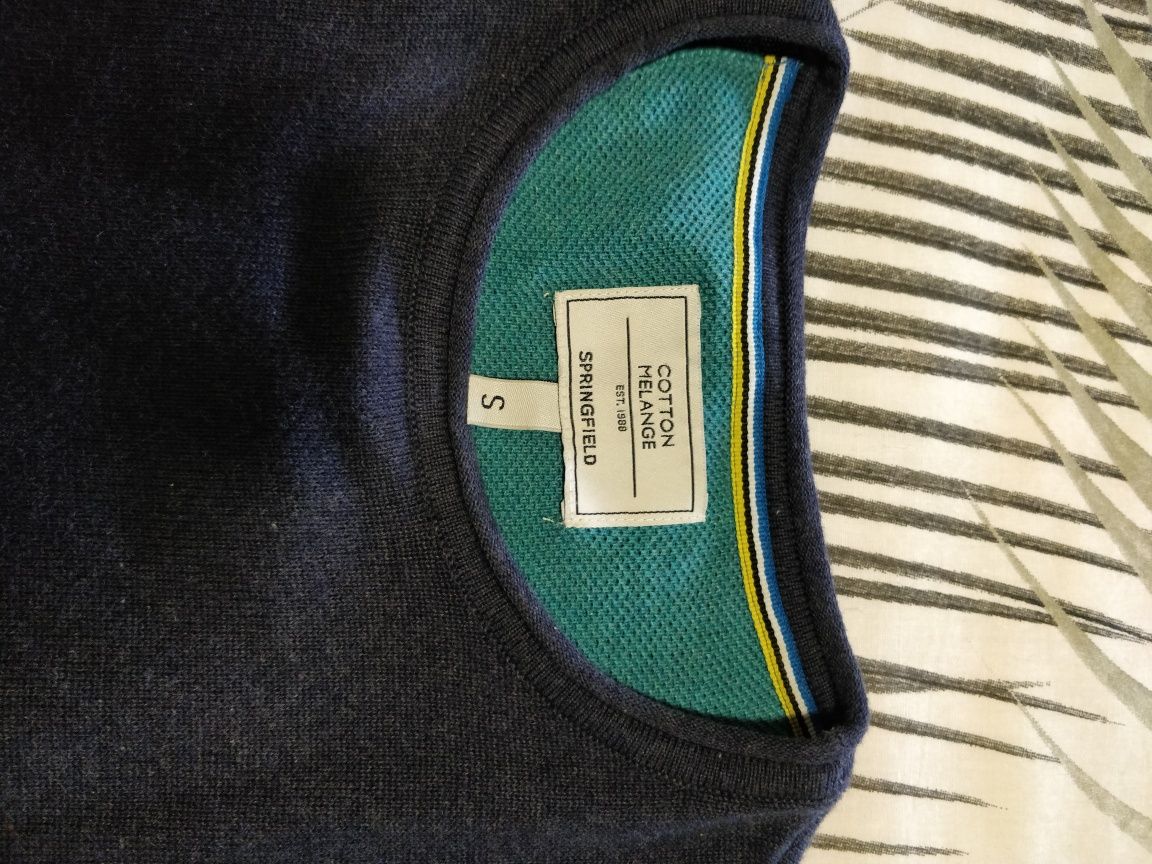 COTTON
MELANGE
EST. 1988
SPRINGFIELD
S